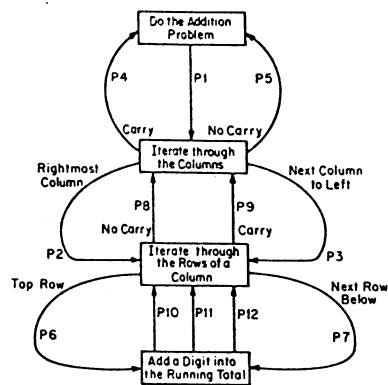 Do the Addition
Problem
P4
P1
P5
Carry
No Carry
Iterate through
the Columns
Rightmost
Column
Next Column
to Left
P8
P9
No Carry
Carry
P2
P3
Iterate through
the Rows of a
Column
Top Row
Next Row
Below
P10
P11
P12
P6
P7
Add a Digit into
the Running Total